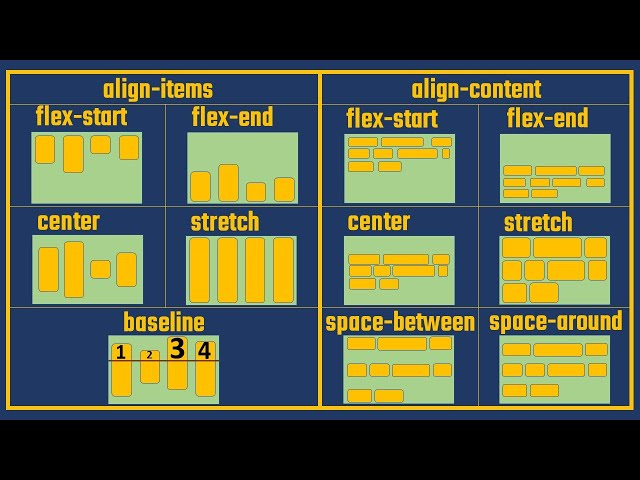 align-items
align-content
flex-start
flex-end
flex-start
flex-end
center
stretch
center
stretch
baseline
1 2 3 4
space-between
space-around